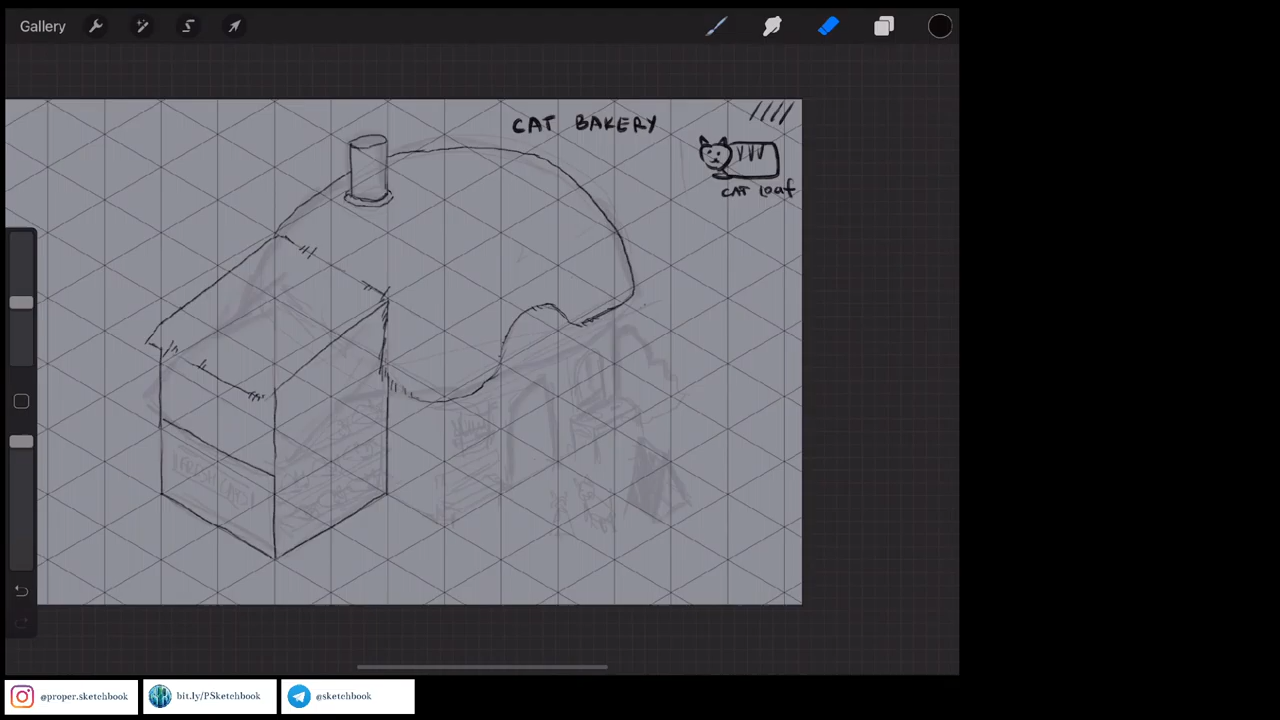 Gallery
CAT BAKERY
CAT loaf
@proper.sketchbook
bit.ly/PSketchbook
@sketchbook